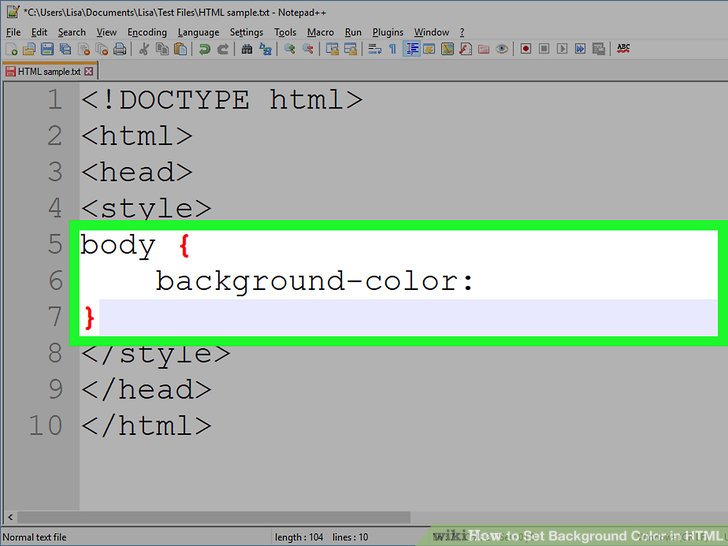 *C:\Users\Lisa\Documents\Lisa\Test Files\HTML sample.txt - Notepad++
File Edit Search View Encoding Language Settings Tools Macro Run Plugins Window ?
ABC
HTML sample.txt
1 <!DOCTYPE html>
2 <html>
3 <head>
4 <style>
5 body {
6 background-color:
7 }
8 </style>
9 </head>
10 </html>
Normal text file length : 104 lines : 10
wiki How to Set Background Color in HTML